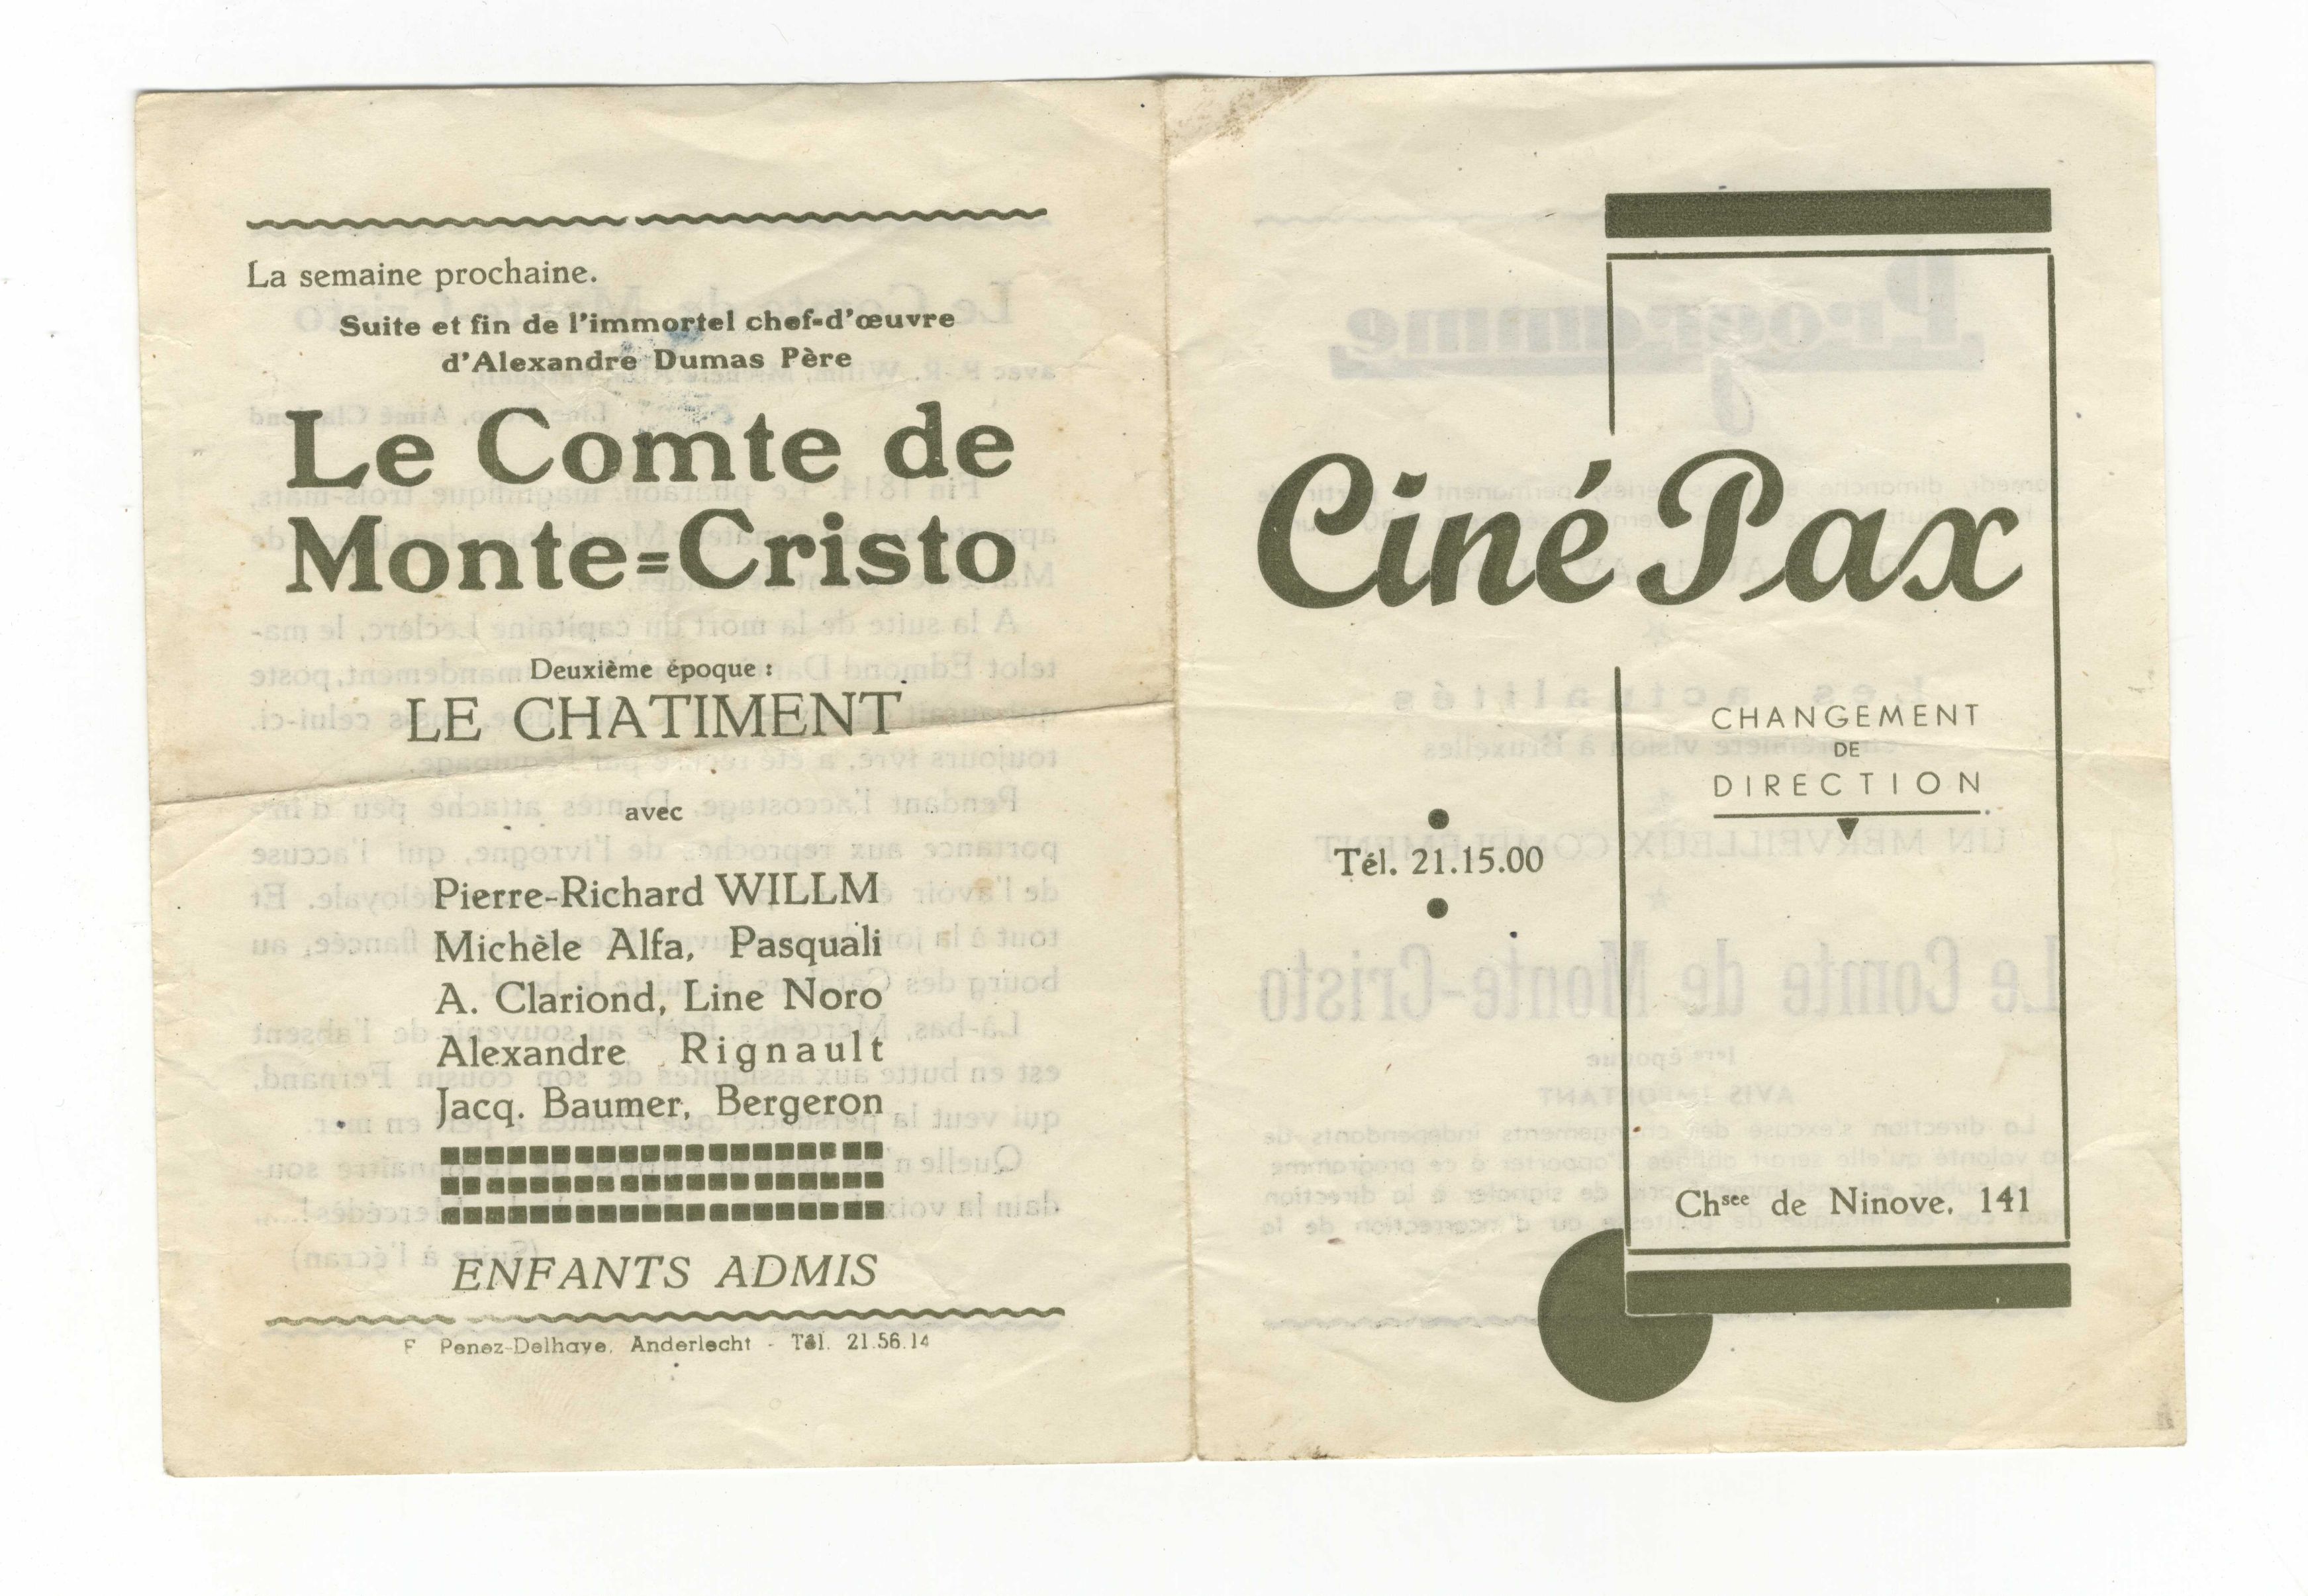 La semaine prochaine.
Suite et fin de l'immortel chef-d'œuvre
d'Alexandre Dumas Père
Le Comte de
Monte=Cristo
Deuxième époque :
LE CHATIMENT
avec
Pierre-Richard WILLM
Michèle Alfa, Pasquali
A. Clariond, Line Noro
Alexandre Rignault
Jacq. Baumer, Bergeron
ENFANTS ADMIS
F Penez-Delhaye, Anderlecht - Tél. 21.56.14
Ciné Pax
CHANGEMENT
DE
DIRECTION
Tél. 21.15.00
Chsee de Ninove, 141